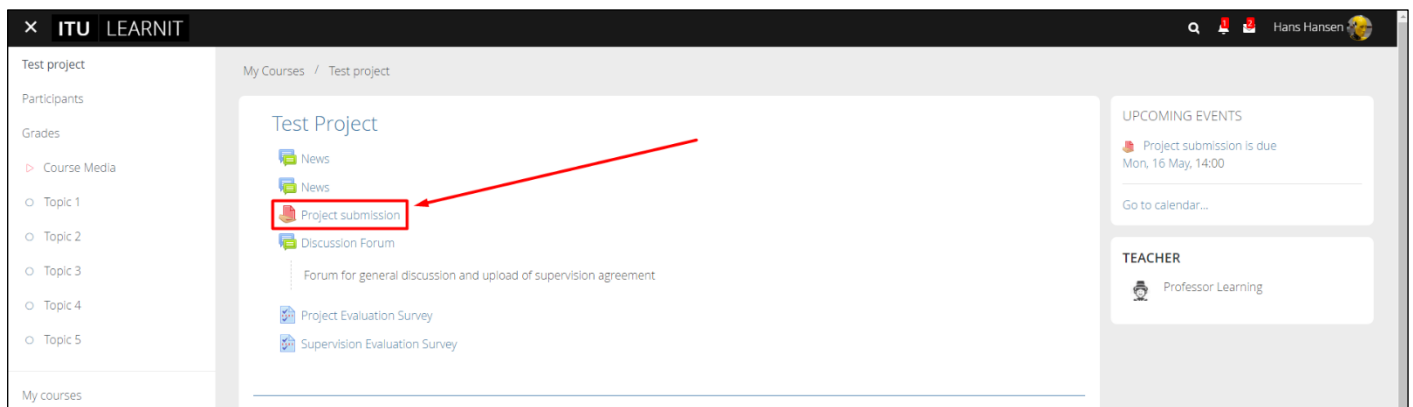 ITU LEARNIT
1
2
Hans Hansen
Test project
Participants
Grades
Course Media
Topic 1
Topic 2
Topic 3
Topic 4
Topic 5
My courses
My Courses / Test project
Test Project
News
News
Project submission
Discussion Forum
Forum for general discussion and upload of supervision agreement
Project Evaluation Survey
Supervision Evaluation Survey
UPCOMING EVENTS
Project submission is due
Mon, 16 May, 14:00
Go to calendar...
TEACHER
Professor Learning